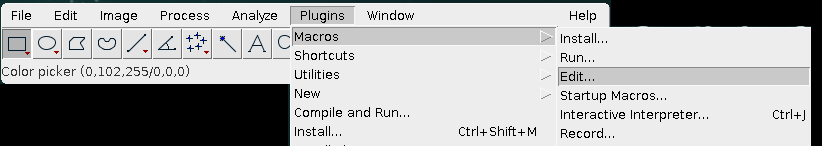 File Edit Image Process Analyze Plugins Window Help
Color picker (0,102,255/0,0,0)
Macros
Shortcuts
Utilities
New
Compile and Run...
Install... Ctrl+Shift+M
Install...
Run...
Edit...
Startup Macros...
Interactive Interpreter... Ctrl+J
Record...